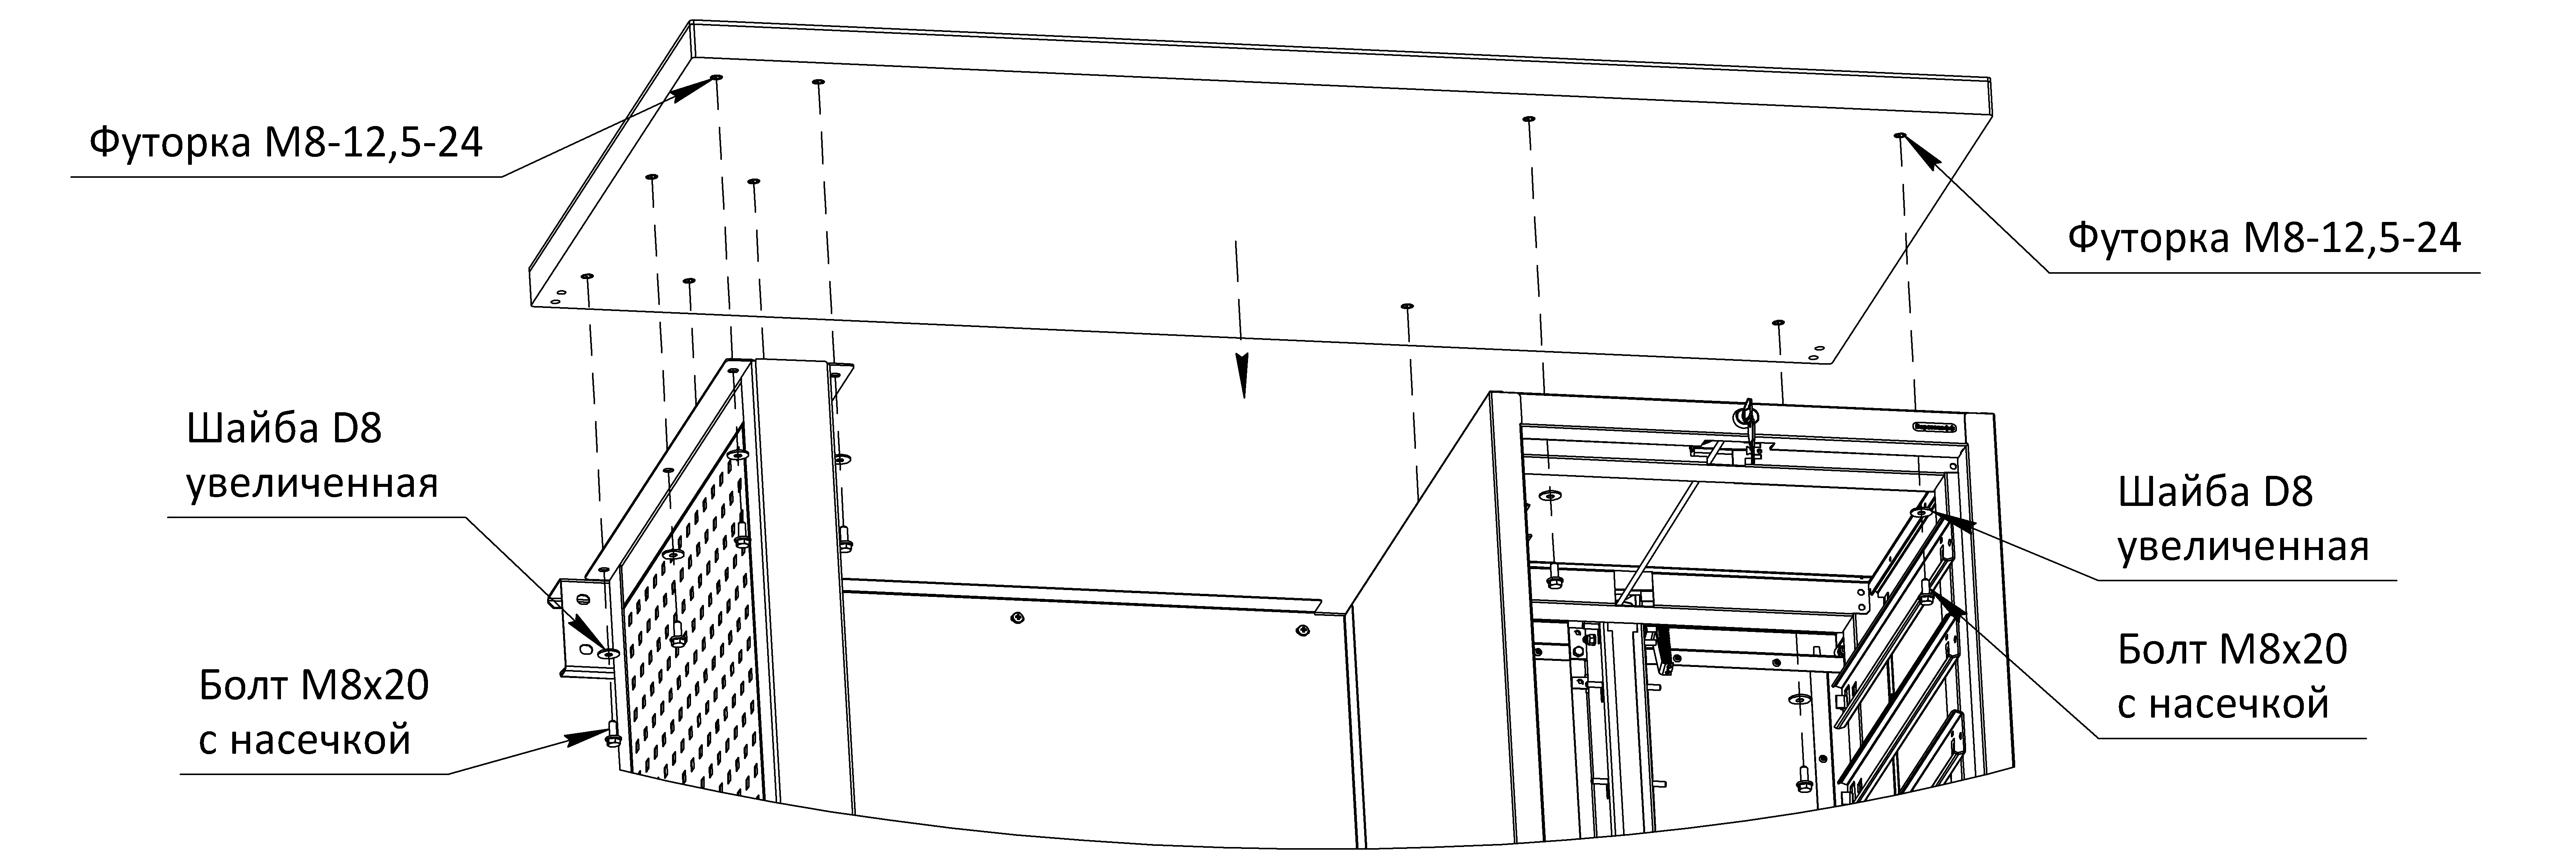 Футорка М8-12,5-24
Футорка М8-12,5-24
Шайба D8
увеличенная
Шайба D8
увеличенная
Болт М8х20
с насечкой
Болт М8х20
с насечкой